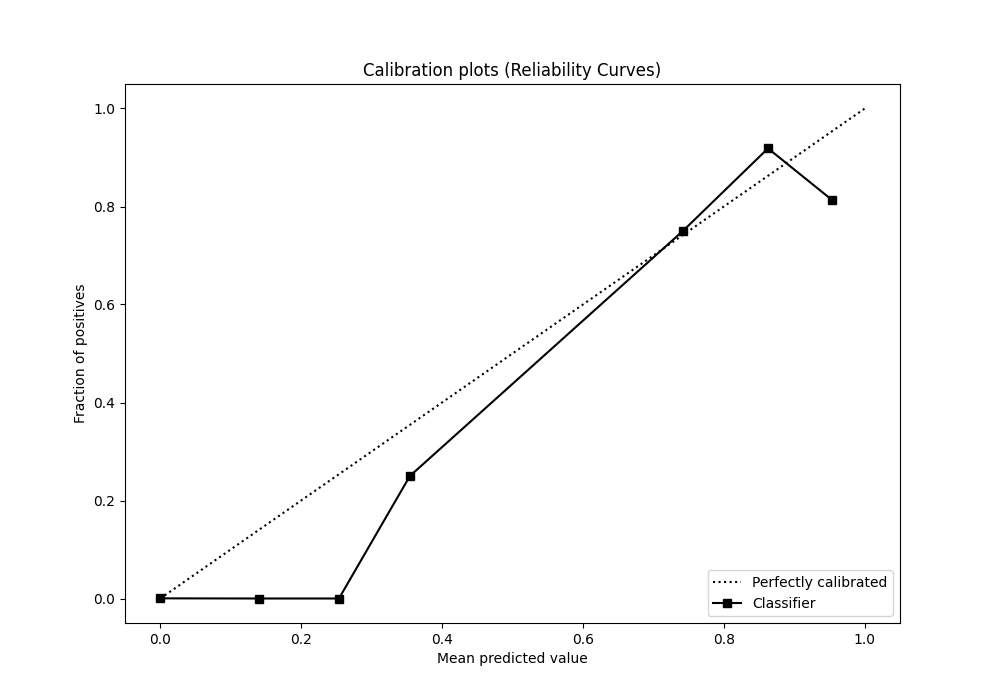 Calibration plots (Reliability Curves)
Fraction of positives
1.0
0.8
0.6
0.4
0.2
0.0
0.0 0.2 0.4 0.6 0.8 1.0
Mean predicted value
Perfectly calibrated
Classifier